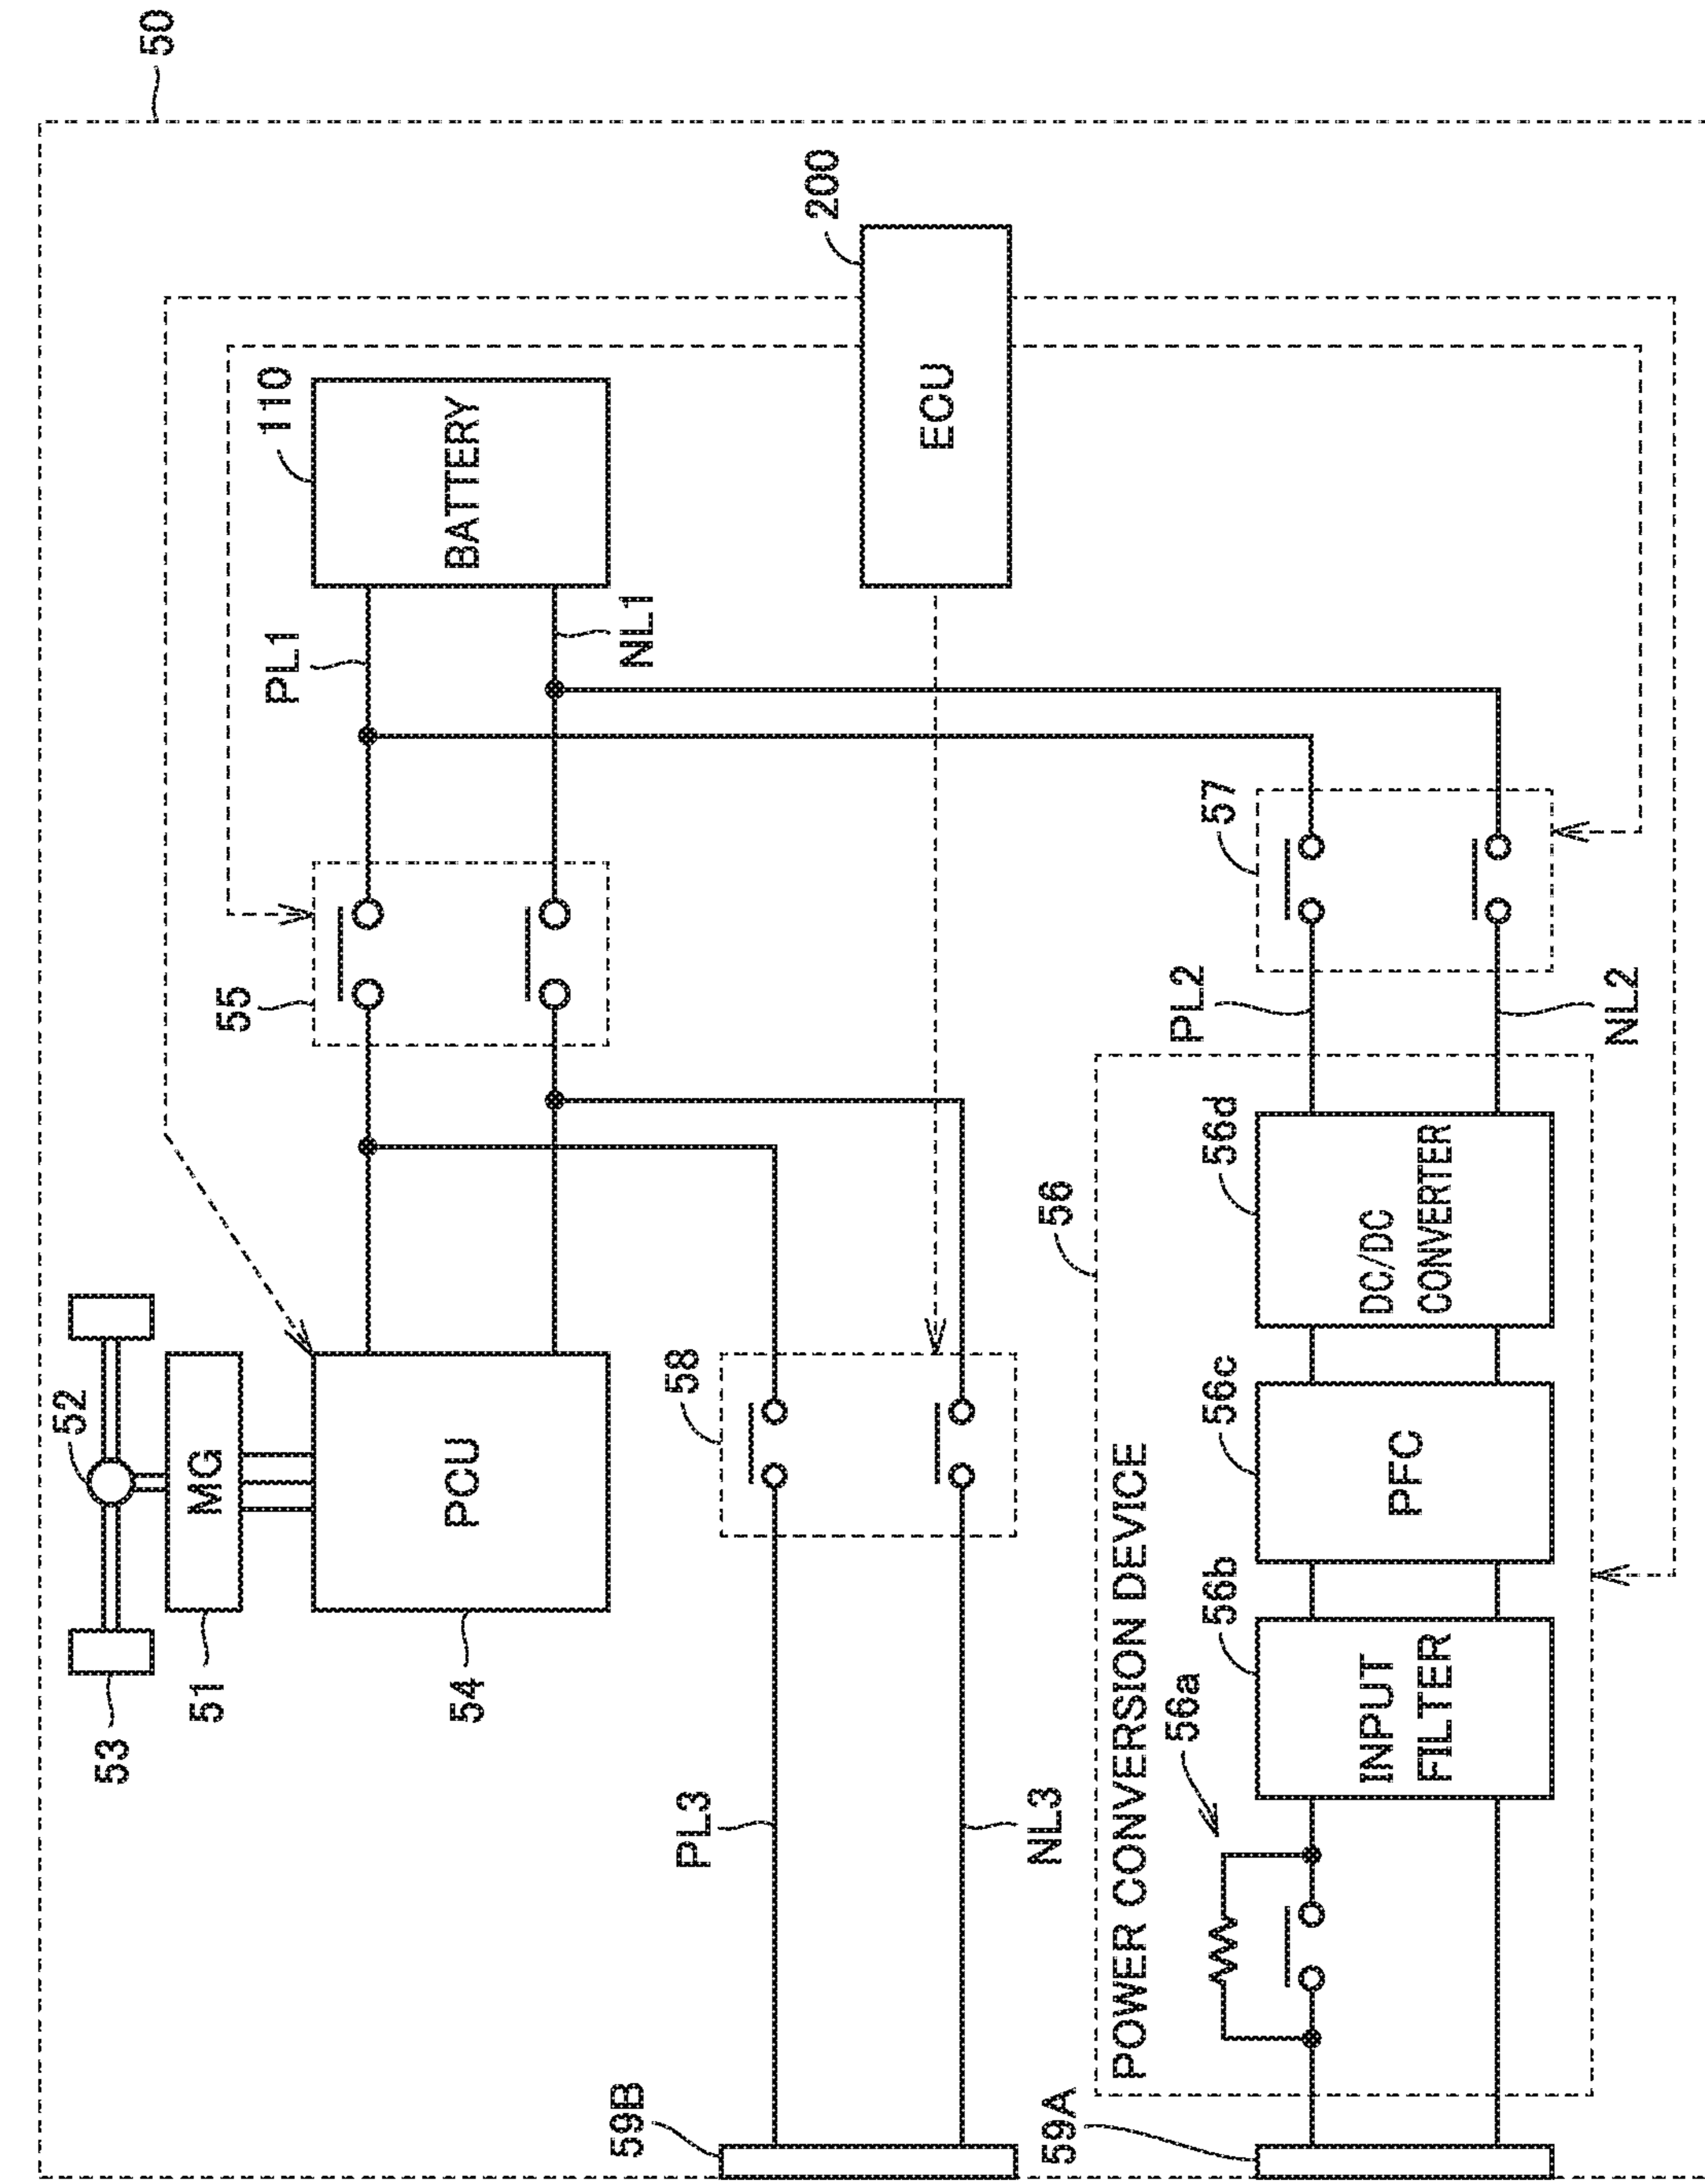 50
200
110
BATTERY
ECU
PL1
NL1
57
55
PL2
NL2
56
56d
DC/DC
CONVERTER
52
MG
PCU
58
56c
PFC
53
51
54
56b
INPUT
FILTER
56a
PL3
NL3
POWER CONVERSION DEVICE
59B
59A